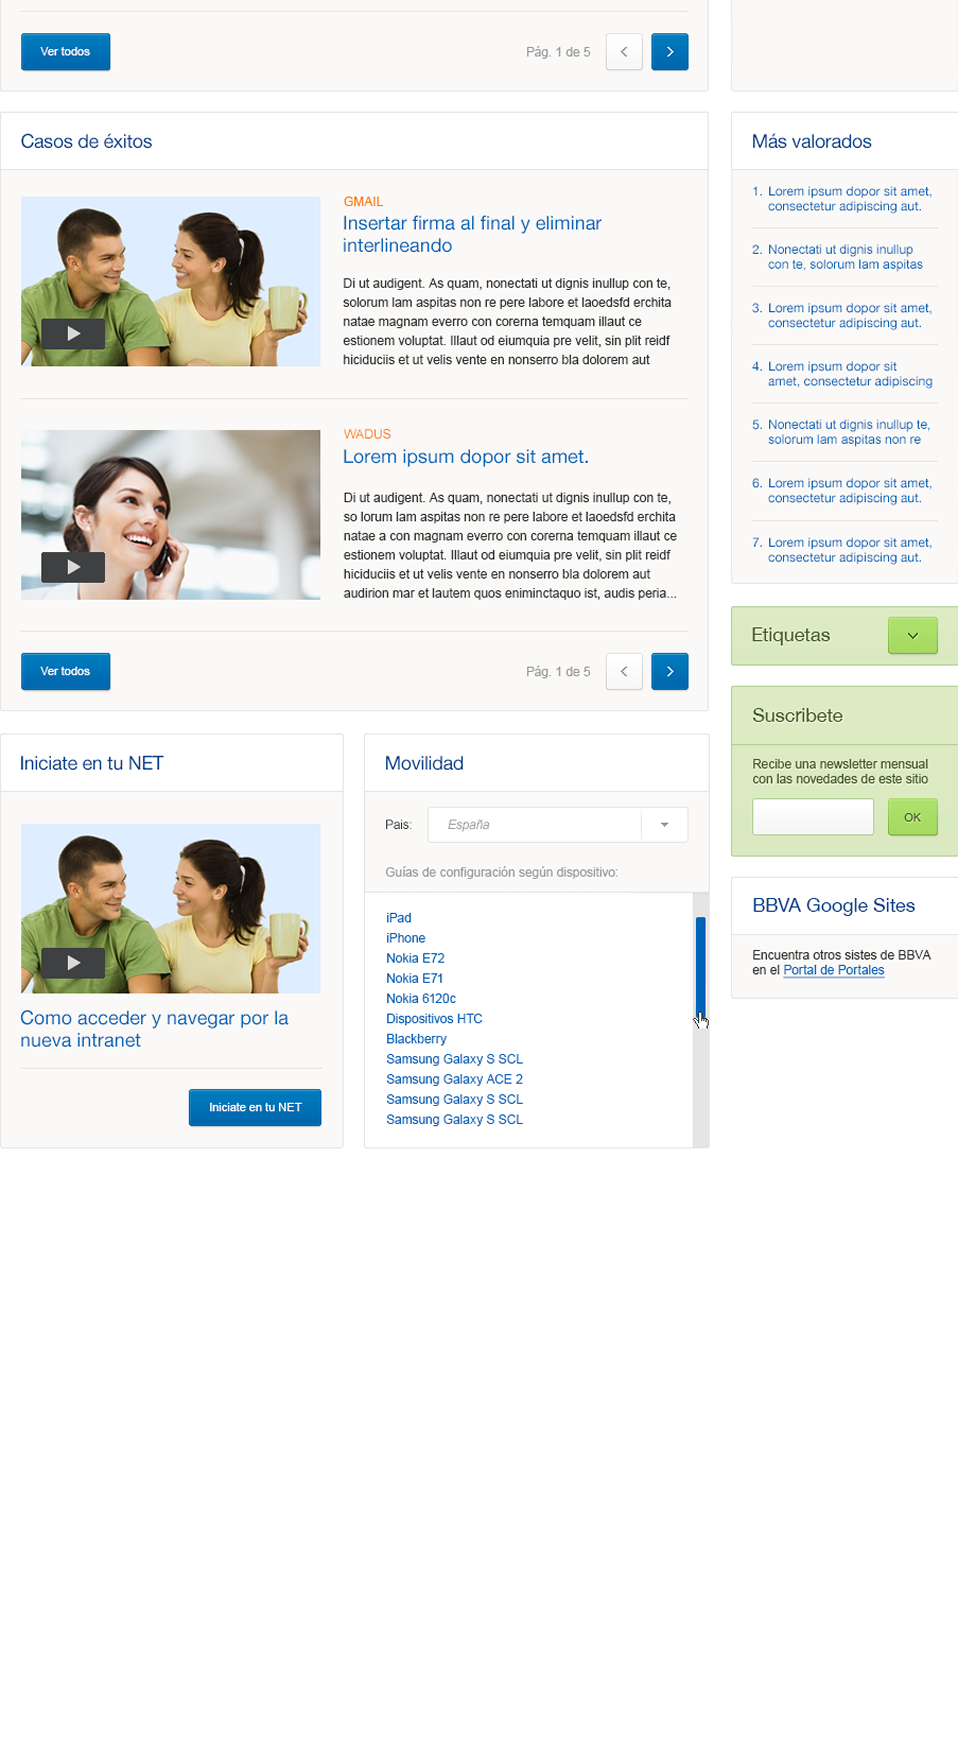 Ver todos
Pág. 1 de 5
Casos de éxitos
GMAIL
Insertar firma al final y eliminar
interlineando
Di ut audigent. As quam, nonectati ut dignis inullup con te,
solorum lam aspitas non re pere labore et laoedsfd erchita
natae magnam everro con corerna temquam illaut ce
estionem voluptat. Illaut od eiumquia pre velit, sin plit reidf
hiciduciis et ut velis vente en nonserro bla dolorem aut
WADUS
Lorem ipsum dopor sit amet.
Di ut audigent. As quam, nonectati ut dignis inullup con te,
so lorum lam aspitas non re pere labore et laoedsfd erchita
natae a con magnam everro con corerna temquam illaut ce
estionem voluptat. Illaut od eiumquia pre velit, sin plit reidf
hiciduciis et ut velis vente en nonserro bla dolorem aut
audirion mar et lautem quos eniminctaquo ist, audis peria...
Ver todos
Pág. 1 de 5
Más valorados
1. Lorem ipsum dopor sit amet,
consectetur adipiscing aut.
2. Nonectati ut dignis inullup
con te, solorum lam aspitas
3. Lorem ipsum dopor sit amet,
consectetur adipiscing aut.
4. Lorem ipsum dopor sit
amet, consectetur adipiscing
5. Nonectati ut dignis inullup te,
solorum lam aspitas non re
6. Lorem ipsum dopor sit amet,
consectetur adipiscing aut.
7. Lorem ipsum dopor sit amet,
consectetur adipiscing aut.
Etiquetas
Suscribete
Recibe una newsletter mensual
con las novedades de este sitio
OK
BBVA Google Sites
Encuentra otros sistes de BBVA
en el Portal de Portales
Iniciate en tu NET
Como acceder y navegar por la
nueva intranet
Iniciate en tu NET
Movilidad
Pais: España
Guías de configuración según dispositivo:
iPad
iPhone
Nokia E72
Nokia E71
Nokia 6120c
Dispositivos HTC
Blackberry
Samsung Galaxy S SCL
Samsung Galaxy ACE 2
Samsung Galaxy S SCL
Samsung Galaxy S SCL